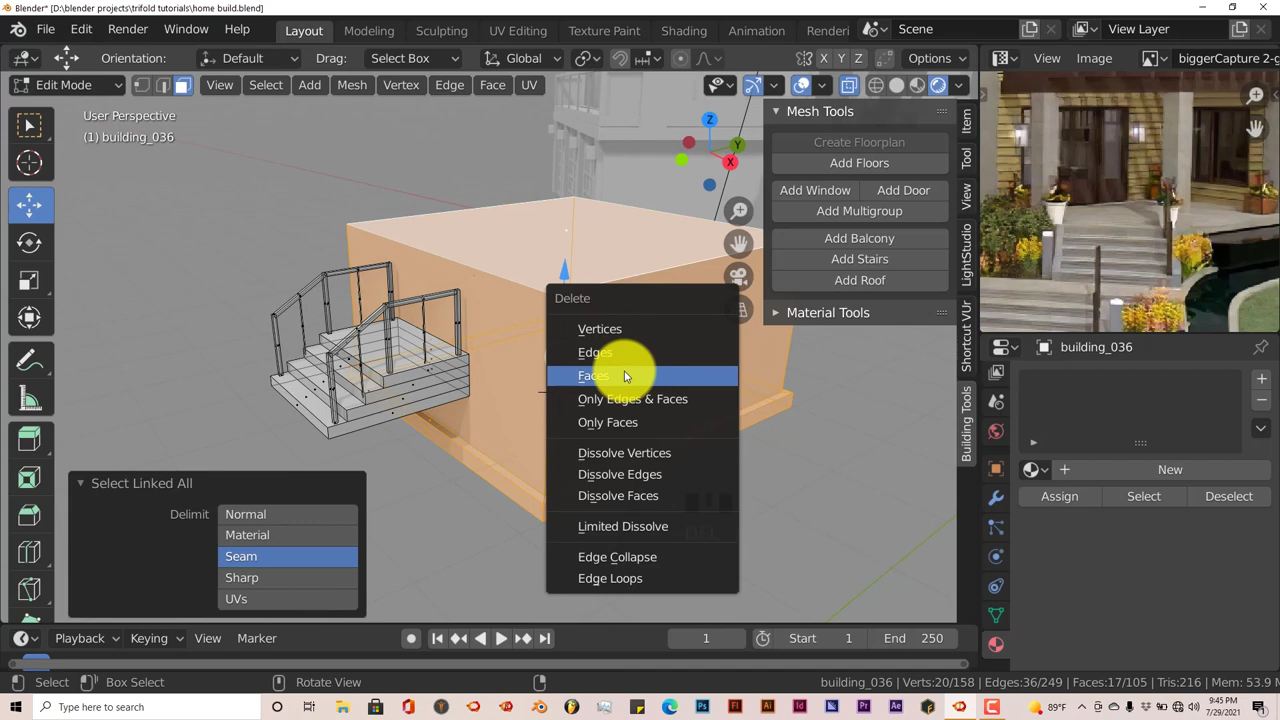 Blender* [D:\blender projects\trifold tutorials\home build.blend]
File Edit Render Window Help Layout Modeling Sculpting UV Editing Texture Paint Shading Animation Renderi Scene View Layer
Orientation: Default Drag: Select Box Global X Y Z Options View Image biggerCapture 2-g
Edit Mode View Select Add Mesh Vertex Edge Face UV
User Perspective
(1) building_036
Z
Y
X
Mesh Tools
Create Floorplan
Add Floors
Add Window Add Door
Add Multigroup
Add Balcony
Add Stairs
Add Roof
Material Tools
Item
Tool
View
LightStudio
Shortcut VUr
Building Tools
Delete
Vertices
Edges
Faces
Only Edges & Faces
Only Faces
Dissolve Vertices
Dissolve Edges
Dissolve Faces
Limited Dissolve
Edge Collapse
Edge Loops
Select Linked All
Delimit Normal
Material
Seam
Sharp
UVs
building_036
New
Assign Select Deselect
Playback Keying View Marker 1 Start 1 End 250
Select Box Select Rotate View building_036 | Verts:20/158 | Edges:36/249 | Faces:17/105 | Tris:216 | Mem: 53.9 M
Type here to search 89°F 9:45 PM
7/29/2021